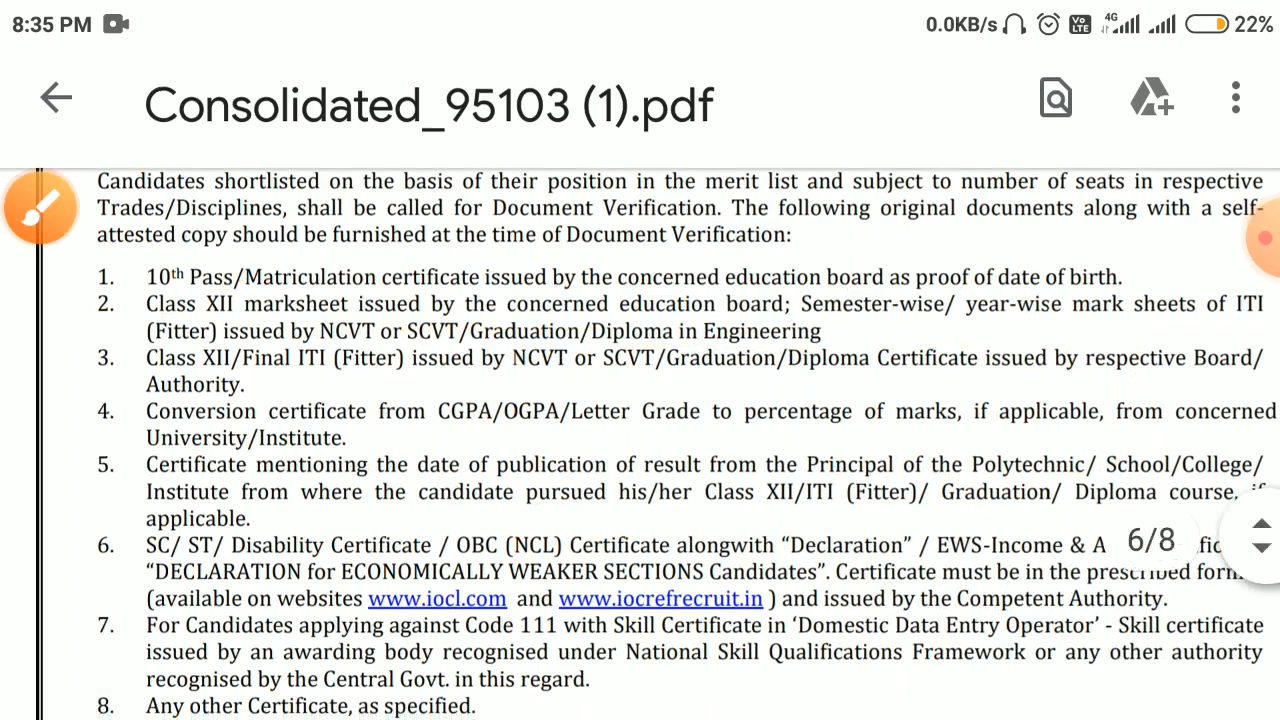 8:35 PM 0.0KB/s 4G Vo LTE 22%
Consolidated_95103 (1).pdf
Candidates shortlisted on the basis of their position in the merit list and subject to number of seats in respective
Trades/Disciplines, shall be called for Document Verification. The following original documents along with a self-
attested copy should be furnished at the time of Document Verification:
1. 10th Pass/Matriculation certificate issued by the concerned education board as proof of date of birth.
2. Class XII marksheet issued by the concerned education board; Semester-wise/ year-wise mark sheets of ITI
(Fitter) issued by NCVT or SCVT/Graduation/Diploma in Engineering
3. Class XII/Final ITI (Fitter) issued by NCVT or SCVT/Graduation/Diploma Certificate issued by respective Board/
Authority.
4. Conversion certificate from CGPA/OGPA/Letter Grade to percentage of marks, if applicable, from concerned
University/Institute.
5. Certificate mentioning the date of publication of result from the Principal of the Polytechnic/ School/College/
Institute from where the candidate pursued his/her Class XII/ITI (Fitter)/ Graduation/ Diploma course, if
applicable.
6. SC/ ST/ Disability Certificate / OBC (NCL) Certificate alongwith “Declaration” / EWS-Income & A
6/8
“DECLARATION for ECONOMICALLY WEAKER SECTIONS Candidates”. Certificate must be in the prescribed
(available on websites www.iocl.com and www.iocrefrecruit.in ) and issued by the Competent Authority.
7. For Candidates applying against Code 111 with Skill Certificate in ‘Domestic Data Entry Operator’ - Skill certificate
issued by an awarding body recognised under National Skill Qualifications Framework or any other authority
recognised by the Central Govt. in this regard.
8. Any other Certificate, as specified.